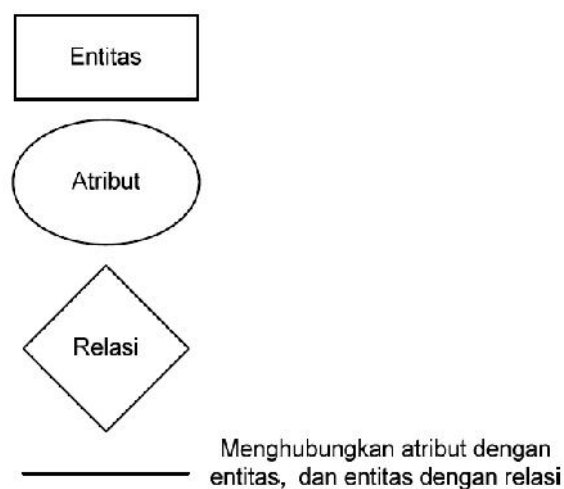 Entitas
Atribut
Relasi
Menghubungkan atribut dengan
entitas, dan entitas dengan relasi